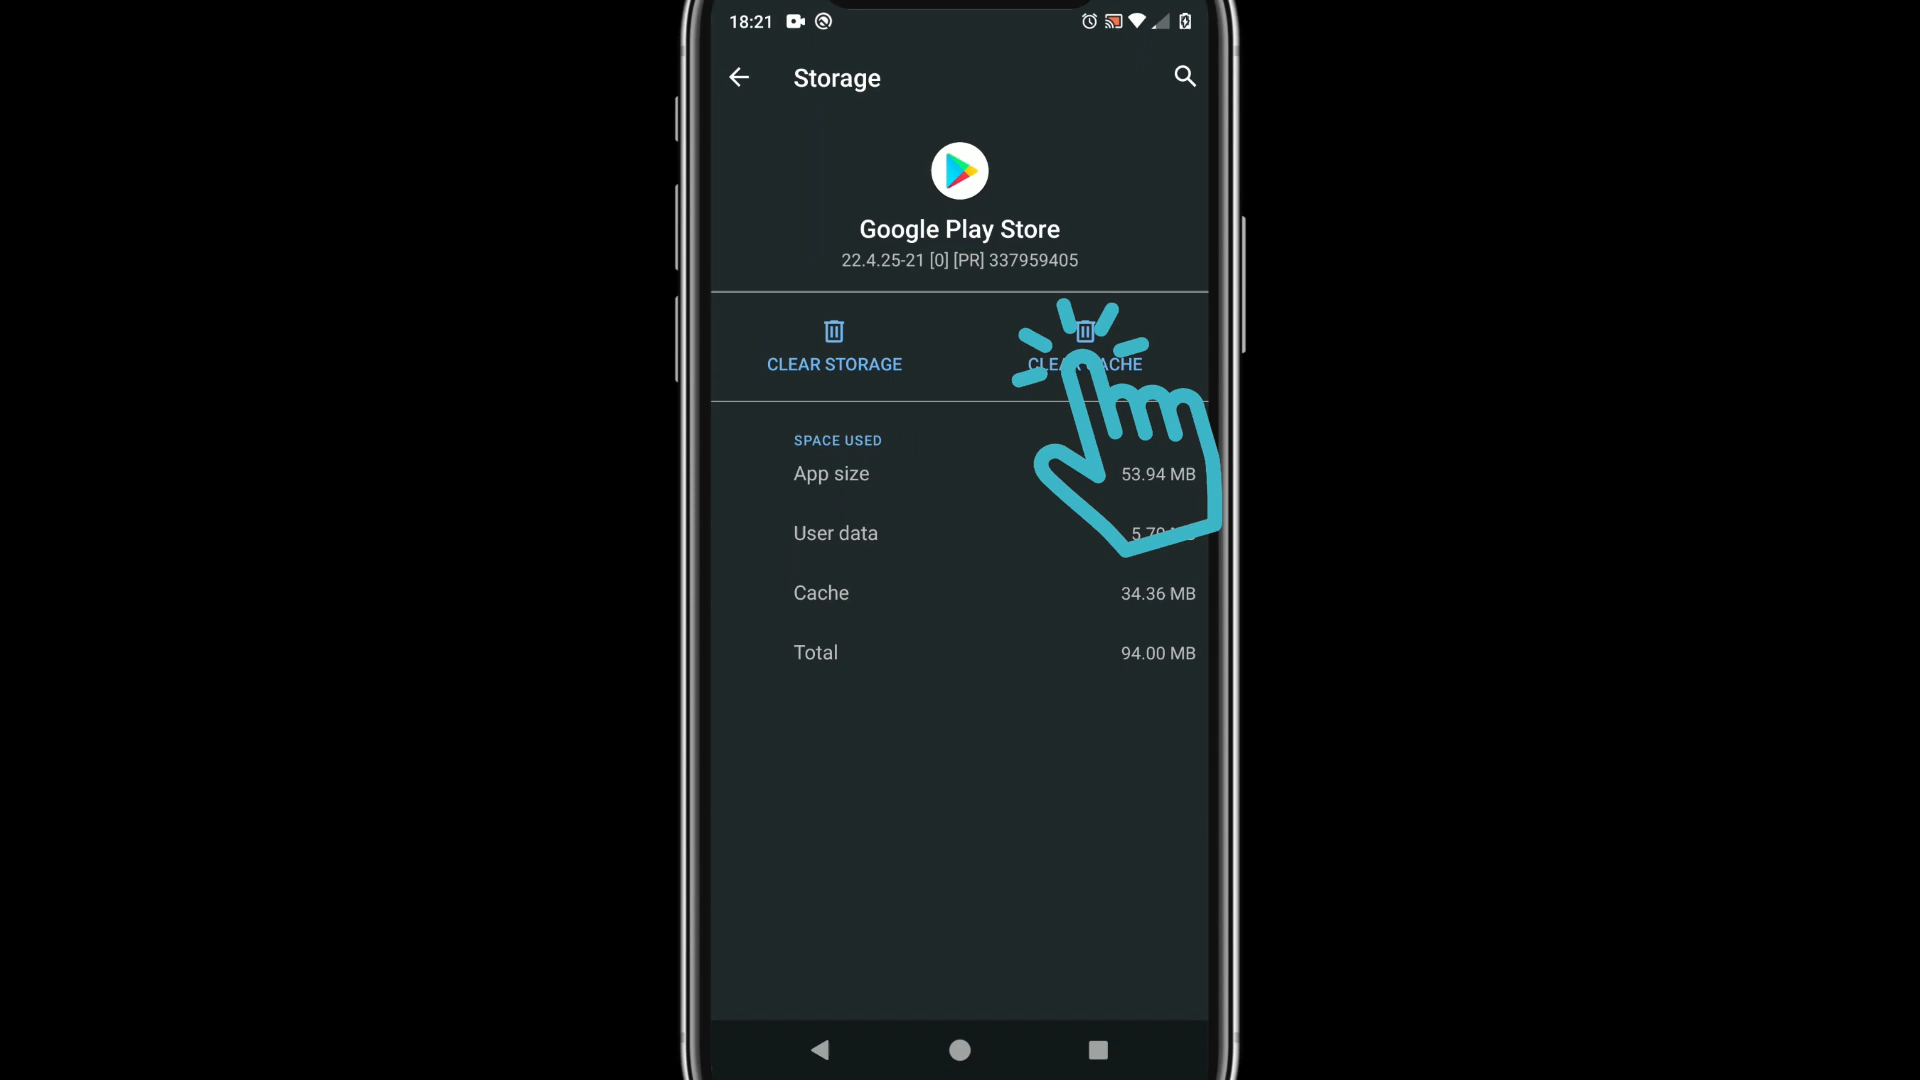 18:21
Storage
Google Play Store
22.4.25-21 [0] [PR] 337959405
CLEAR STORAGE
CLEAR CACHE
SPACE USED
App size 53.94 MB
User data
Cache 34.36 MB
Total 94.00 MB